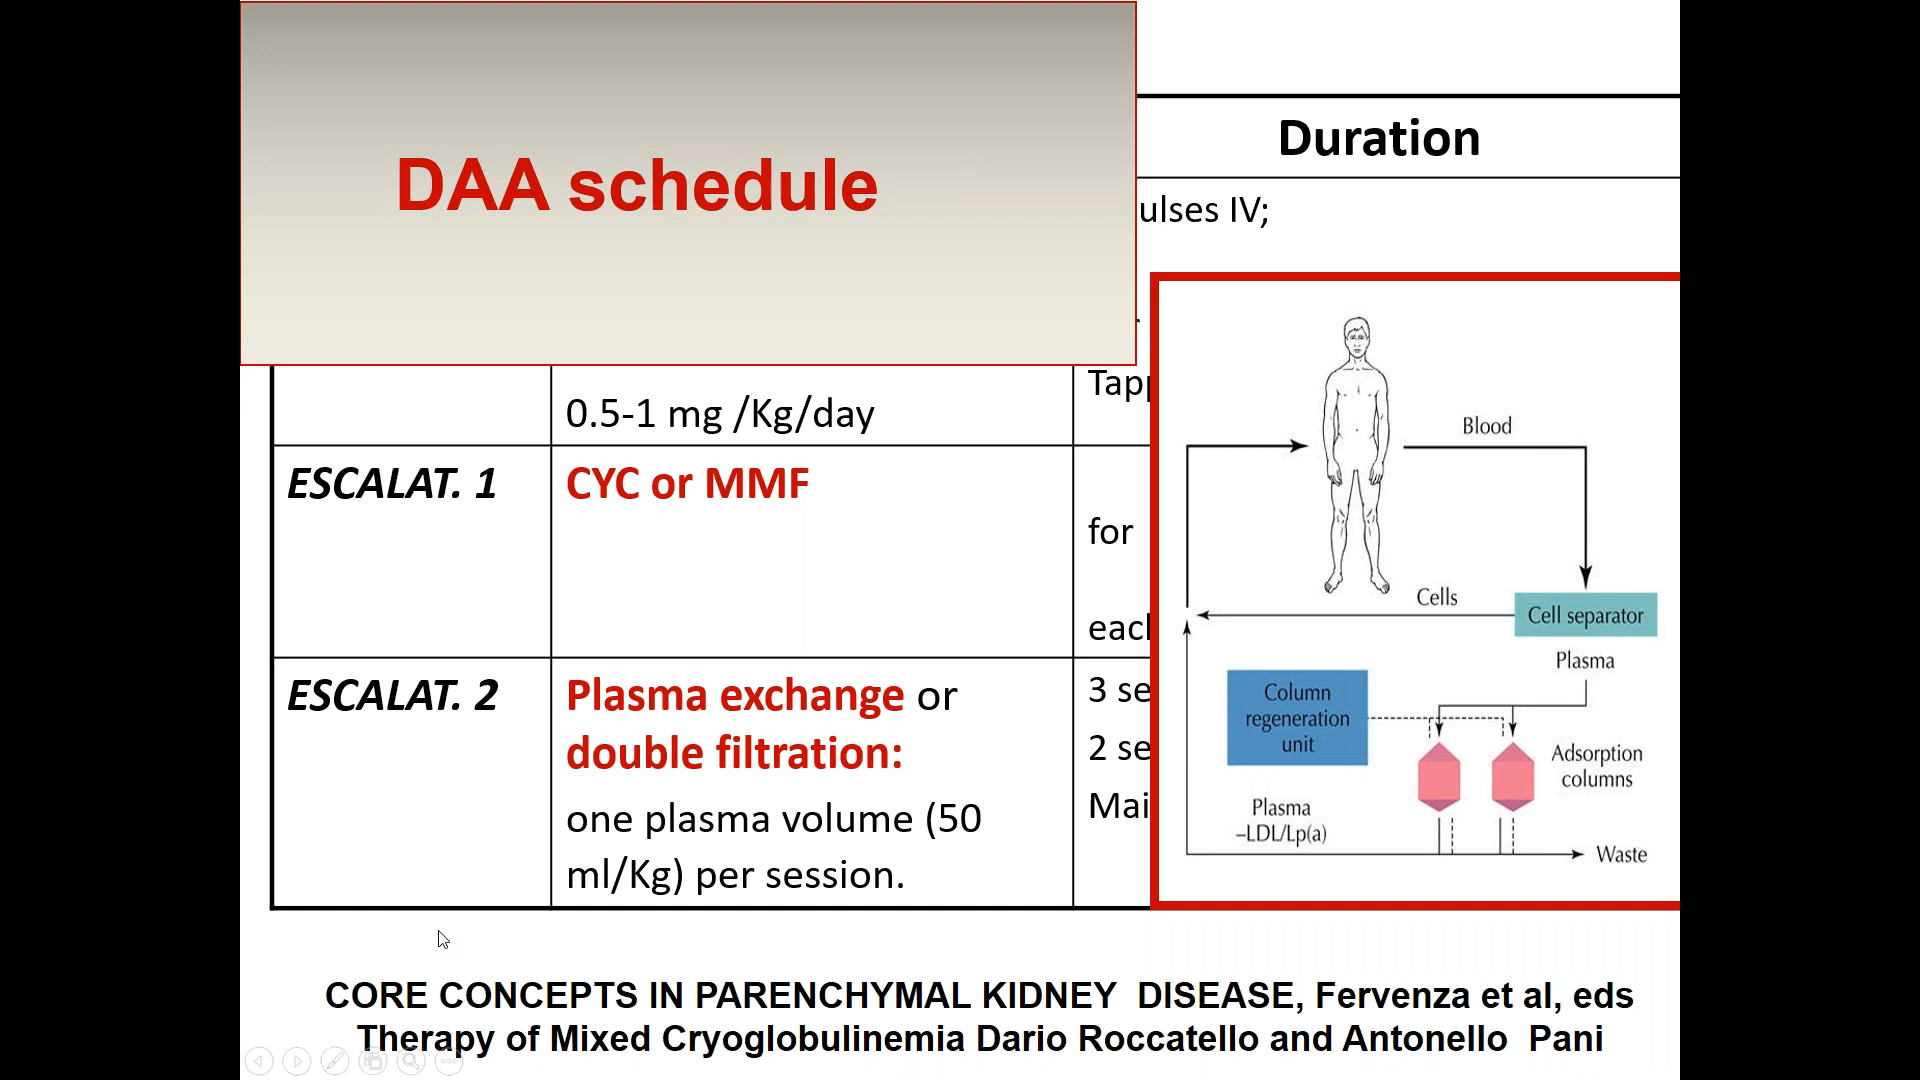 DAA schedule
Duration
ulses IV;
Tapp
0.5-1 mg /Kg/day
ESCALAT. 1
CYC or MMF
for
each
ESCALAT. 2
Plasma exchange or
double filtration:
one plasma volume (50
ml/Kg) per session.
3 se
2 se
Mai
Blood
Cells
Cell separator
Plasma
Column
regeneration
unit
Adsorption
columns
Plasma
–LDL/Lp(a)
Waste
CORE CONCEPTS IN PARENCHYMAL KIDNEY DISEASE, Fervenza et al, eds
Therapy of Mixed Cryoglobulinemia Dario Roccatello and Antonello Pani